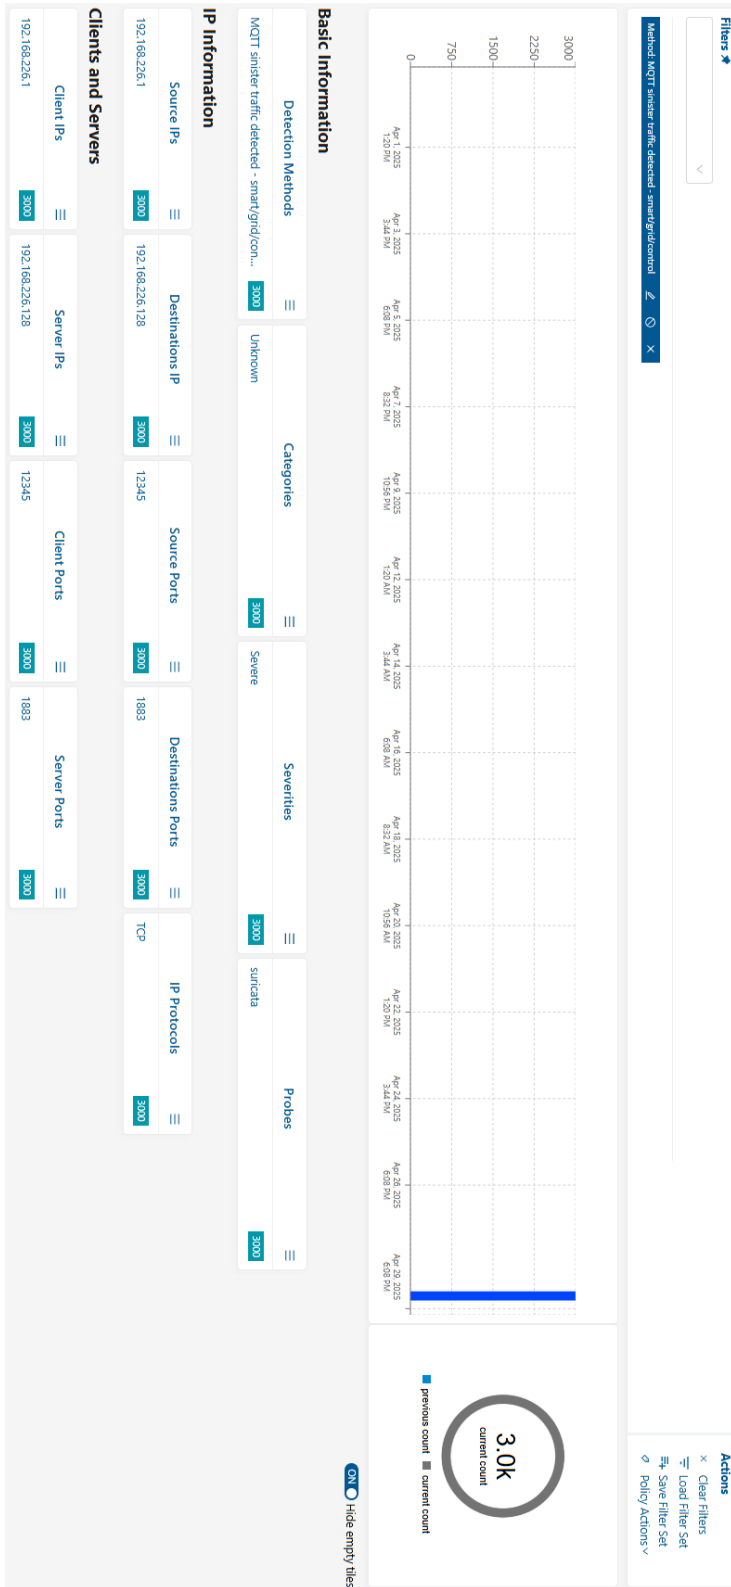 Filters
Method: MQTT sinister traffic detected - smart/grid/control
Actions
Clear Filters
Load Filter Set
Save Filter Set
Policy Actions
3000
2250
1500
750
0
Apr 1, 2025
1:20 PM
Apr 3, 2025
3:44 PM
Apr 5, 2025
6:08 PM
Apr 7, 2025
8:32 PM
Apr 9, 2025
10:56 PM
Apr 12, 2025
1:20 AM
Apr 14, 2025
3:44 AM
Apr 16, 2025
6:08 AM
Apr 18, 2025
8:32 AM
Apr 20, 2025
10:56 AM
Apr 22, 2025
1:20 PM
Apr 24, 2025
3:44 PM
Apr 26, 2025
6:08 PM
Apr 29, 2025
6:08 PM
3.0k
current count
previous count
current count
ON Hide empty tiles
Basic Information
Detection Methods
MQTT sinister traffic detected - smart/grid/con... 3000
Categories
Unknown 3000
Severities
Severe 3000
Probes
suricata 3000
IP Information
Source IPs
192.168.226.1 3000
Destinations IP
192.168.226.128 3000
Source Ports
12345 3000
Destinations Ports
1883 3000
IP Protocols
TCP 3000
Clients and Servers
Client IPs
192.168.226.1 3000
Server IPs
192.168.226.128 3000
Client Ports
12345 3000
Server Ports
1883 3000